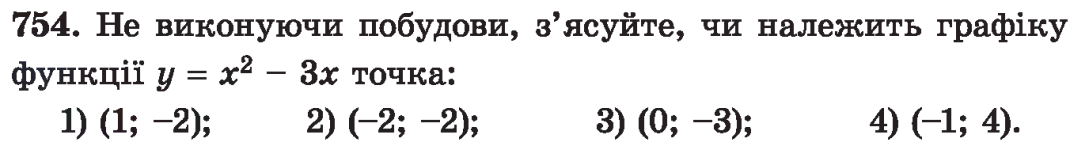 754. Не виконуючи побудови, з’ясуйте, чи належить графіку
функції y = x² − 3x точка:
1) (1; −2); 2) (−2; −2); 3) (0; −3); 4) (−1; 4).